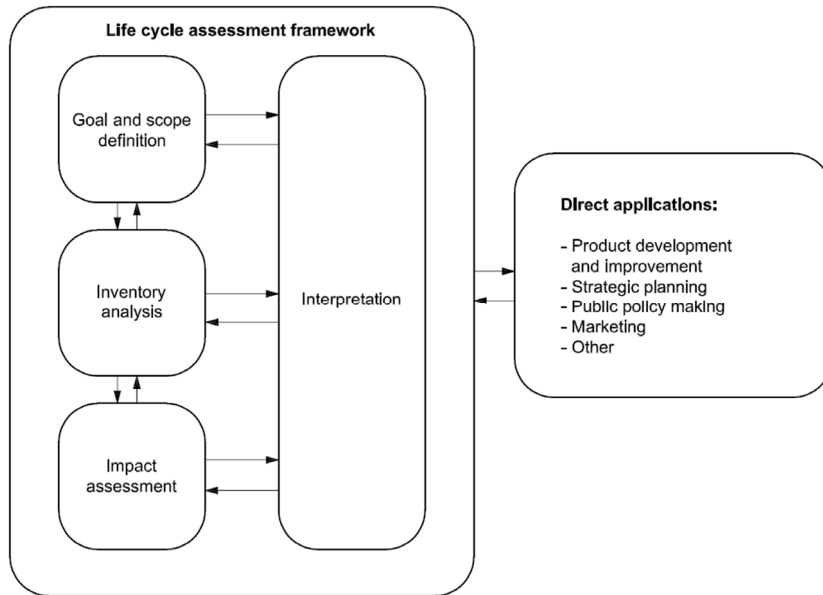 Life cycle assessment framework
Goal and scope
definition
Inventory
analysis
Impact
assessment
Interpretation
Direct applications:
- Product development
and improvement
- Strategic planning
- Public policy making
- Marketing
- Other